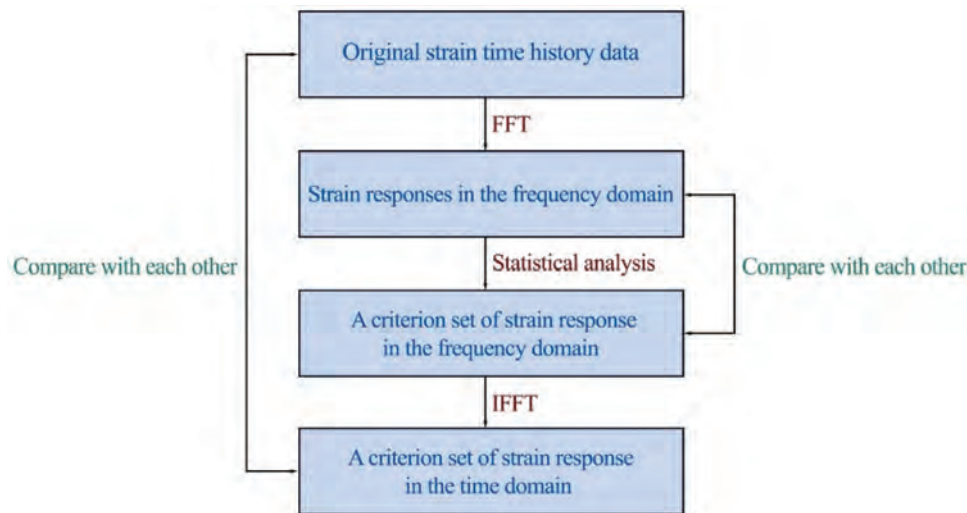 Original strain time history data
FFT
Strain responses in the frequency domain
Statistical analysis
Compare with each other
Compare with each other
A criterion set of strain response
in the frequency domain
IFFT
A criterion set of strain response
in the time domain